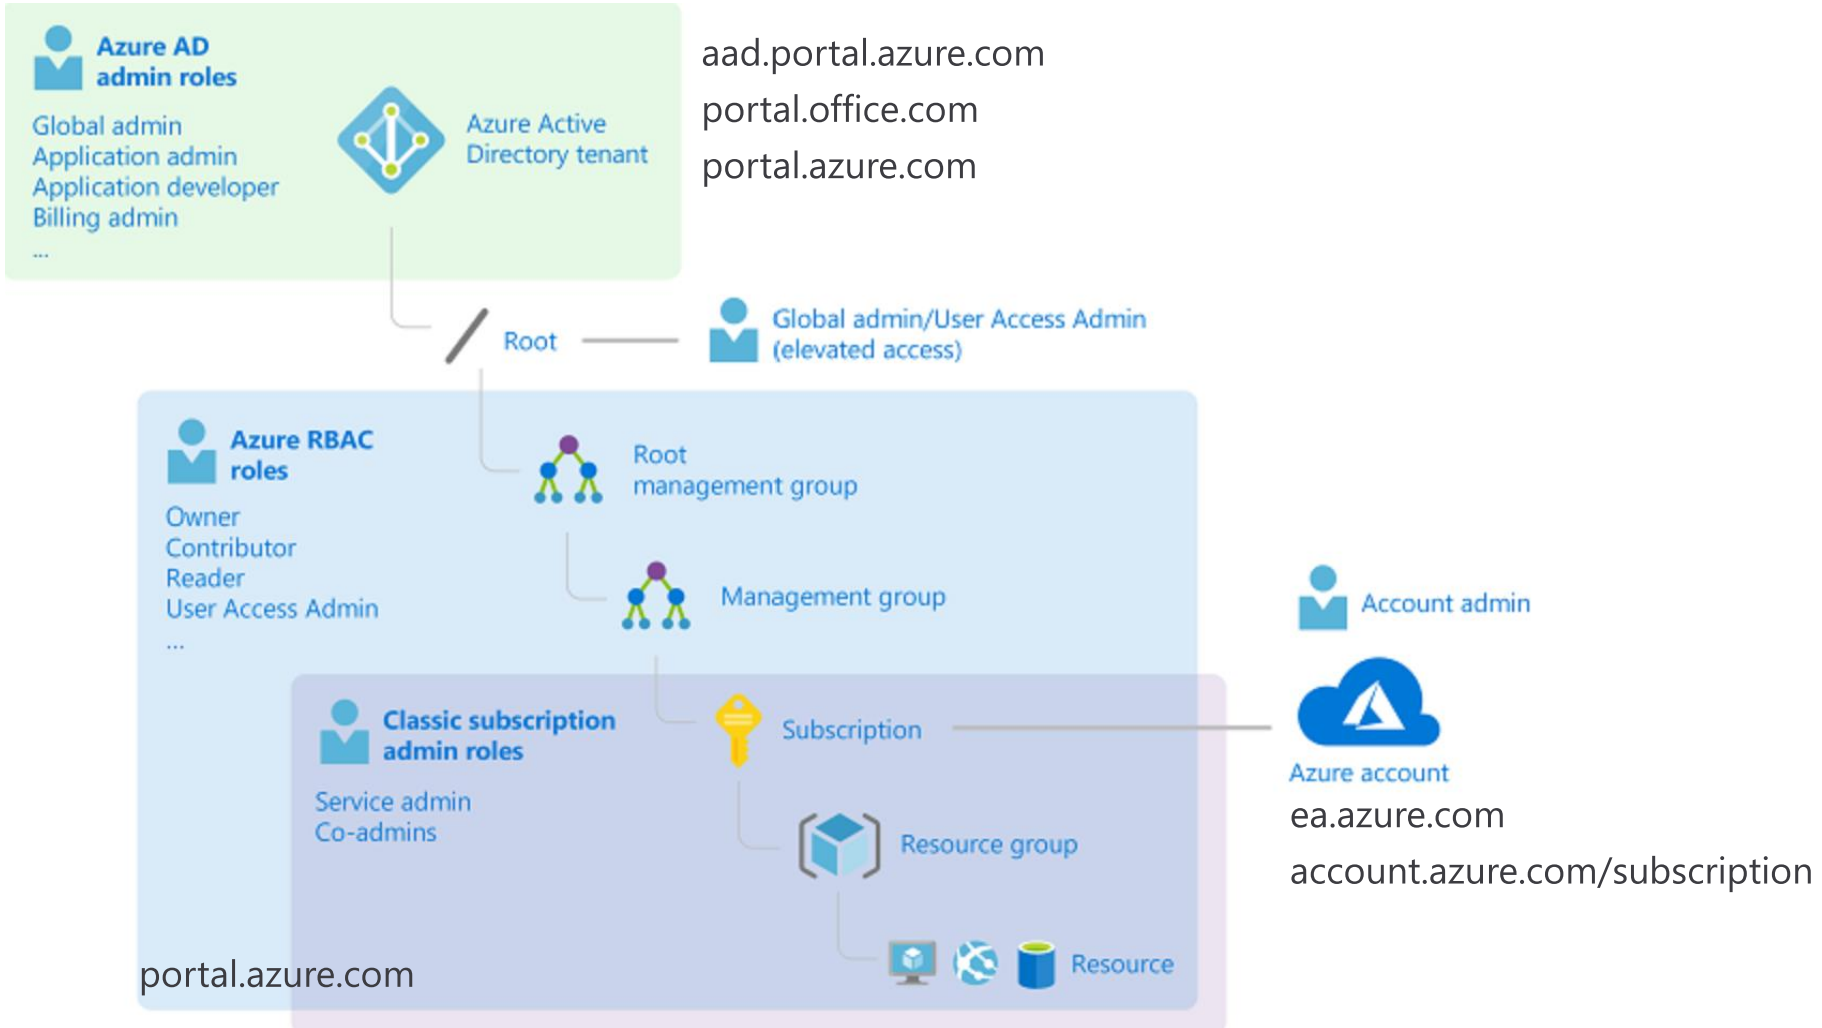 Azure AD
admin roles
Global admin
Application admin
Application developer
Billing admin
...
Azure Active
Directory tenant
aad.portal.azure.com
portal.office.com
portal.azure.com
Root
Global admin/User Access Admin
(elevated access)
Azure RBAC
roles
Owner
Contributor
Reader
User Access Admin
...
Root
management group
Management group
Account admin
Classic subscription
admin roles
Service admin
Co-admins
Subscription
Azure account
ea.azure.com
account.azure.com/subscription
Resource group
Resource
portal.azure.com